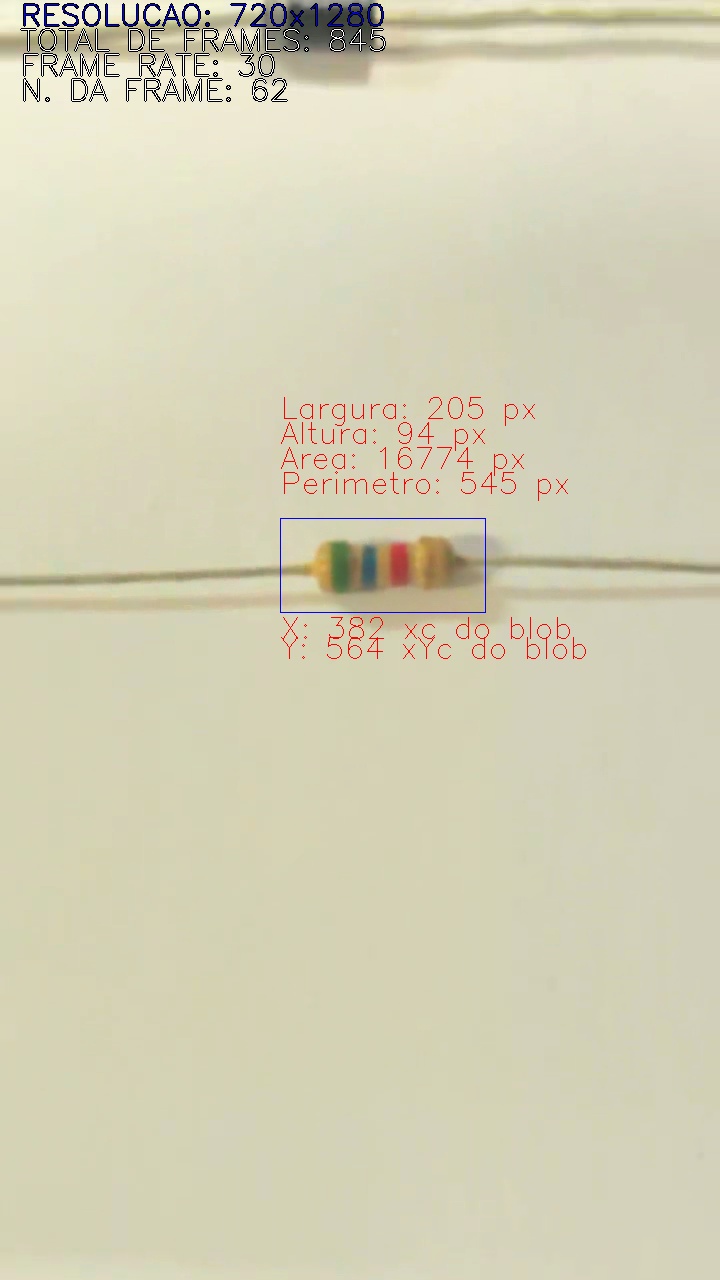 RESOLUCAO: 720x1280
TOTAL DE FRAMES: 845
FRAME RATE: 30
N. DA FRAME: 62
Largura: 205 px
Altura: 94 px
Area: 16774 px
Perimetro: 545 px
X: 382 xc do blob
Y: 564 xYc do blob